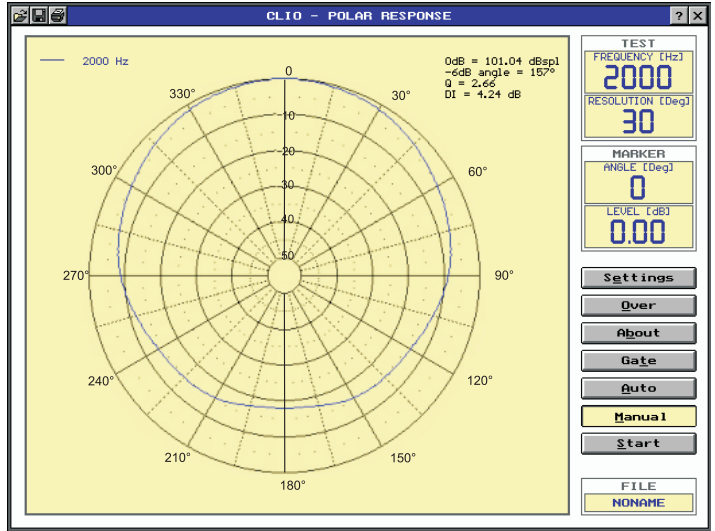 CLIO - POLAR RESPONSE
? ×
2000 Hz
0dB = 101.04 dBspl
-6dB angle = 157°
Q = 2.66
DI = 4.24 dB
0
330°
30°
-10
-20
300°
60°
-30
-40
-50
270°
90°
240°
120°
210°
150°
180°
TEST
FREQUENCY [Hz]
2000
RESOLUTION [Deg]
30
MARKER
ANGLE [Deg]
0
LEVEL [dB]
0.00
Settings
Over
About
Gate
Auto
Manual
Start
FILE
NONAME